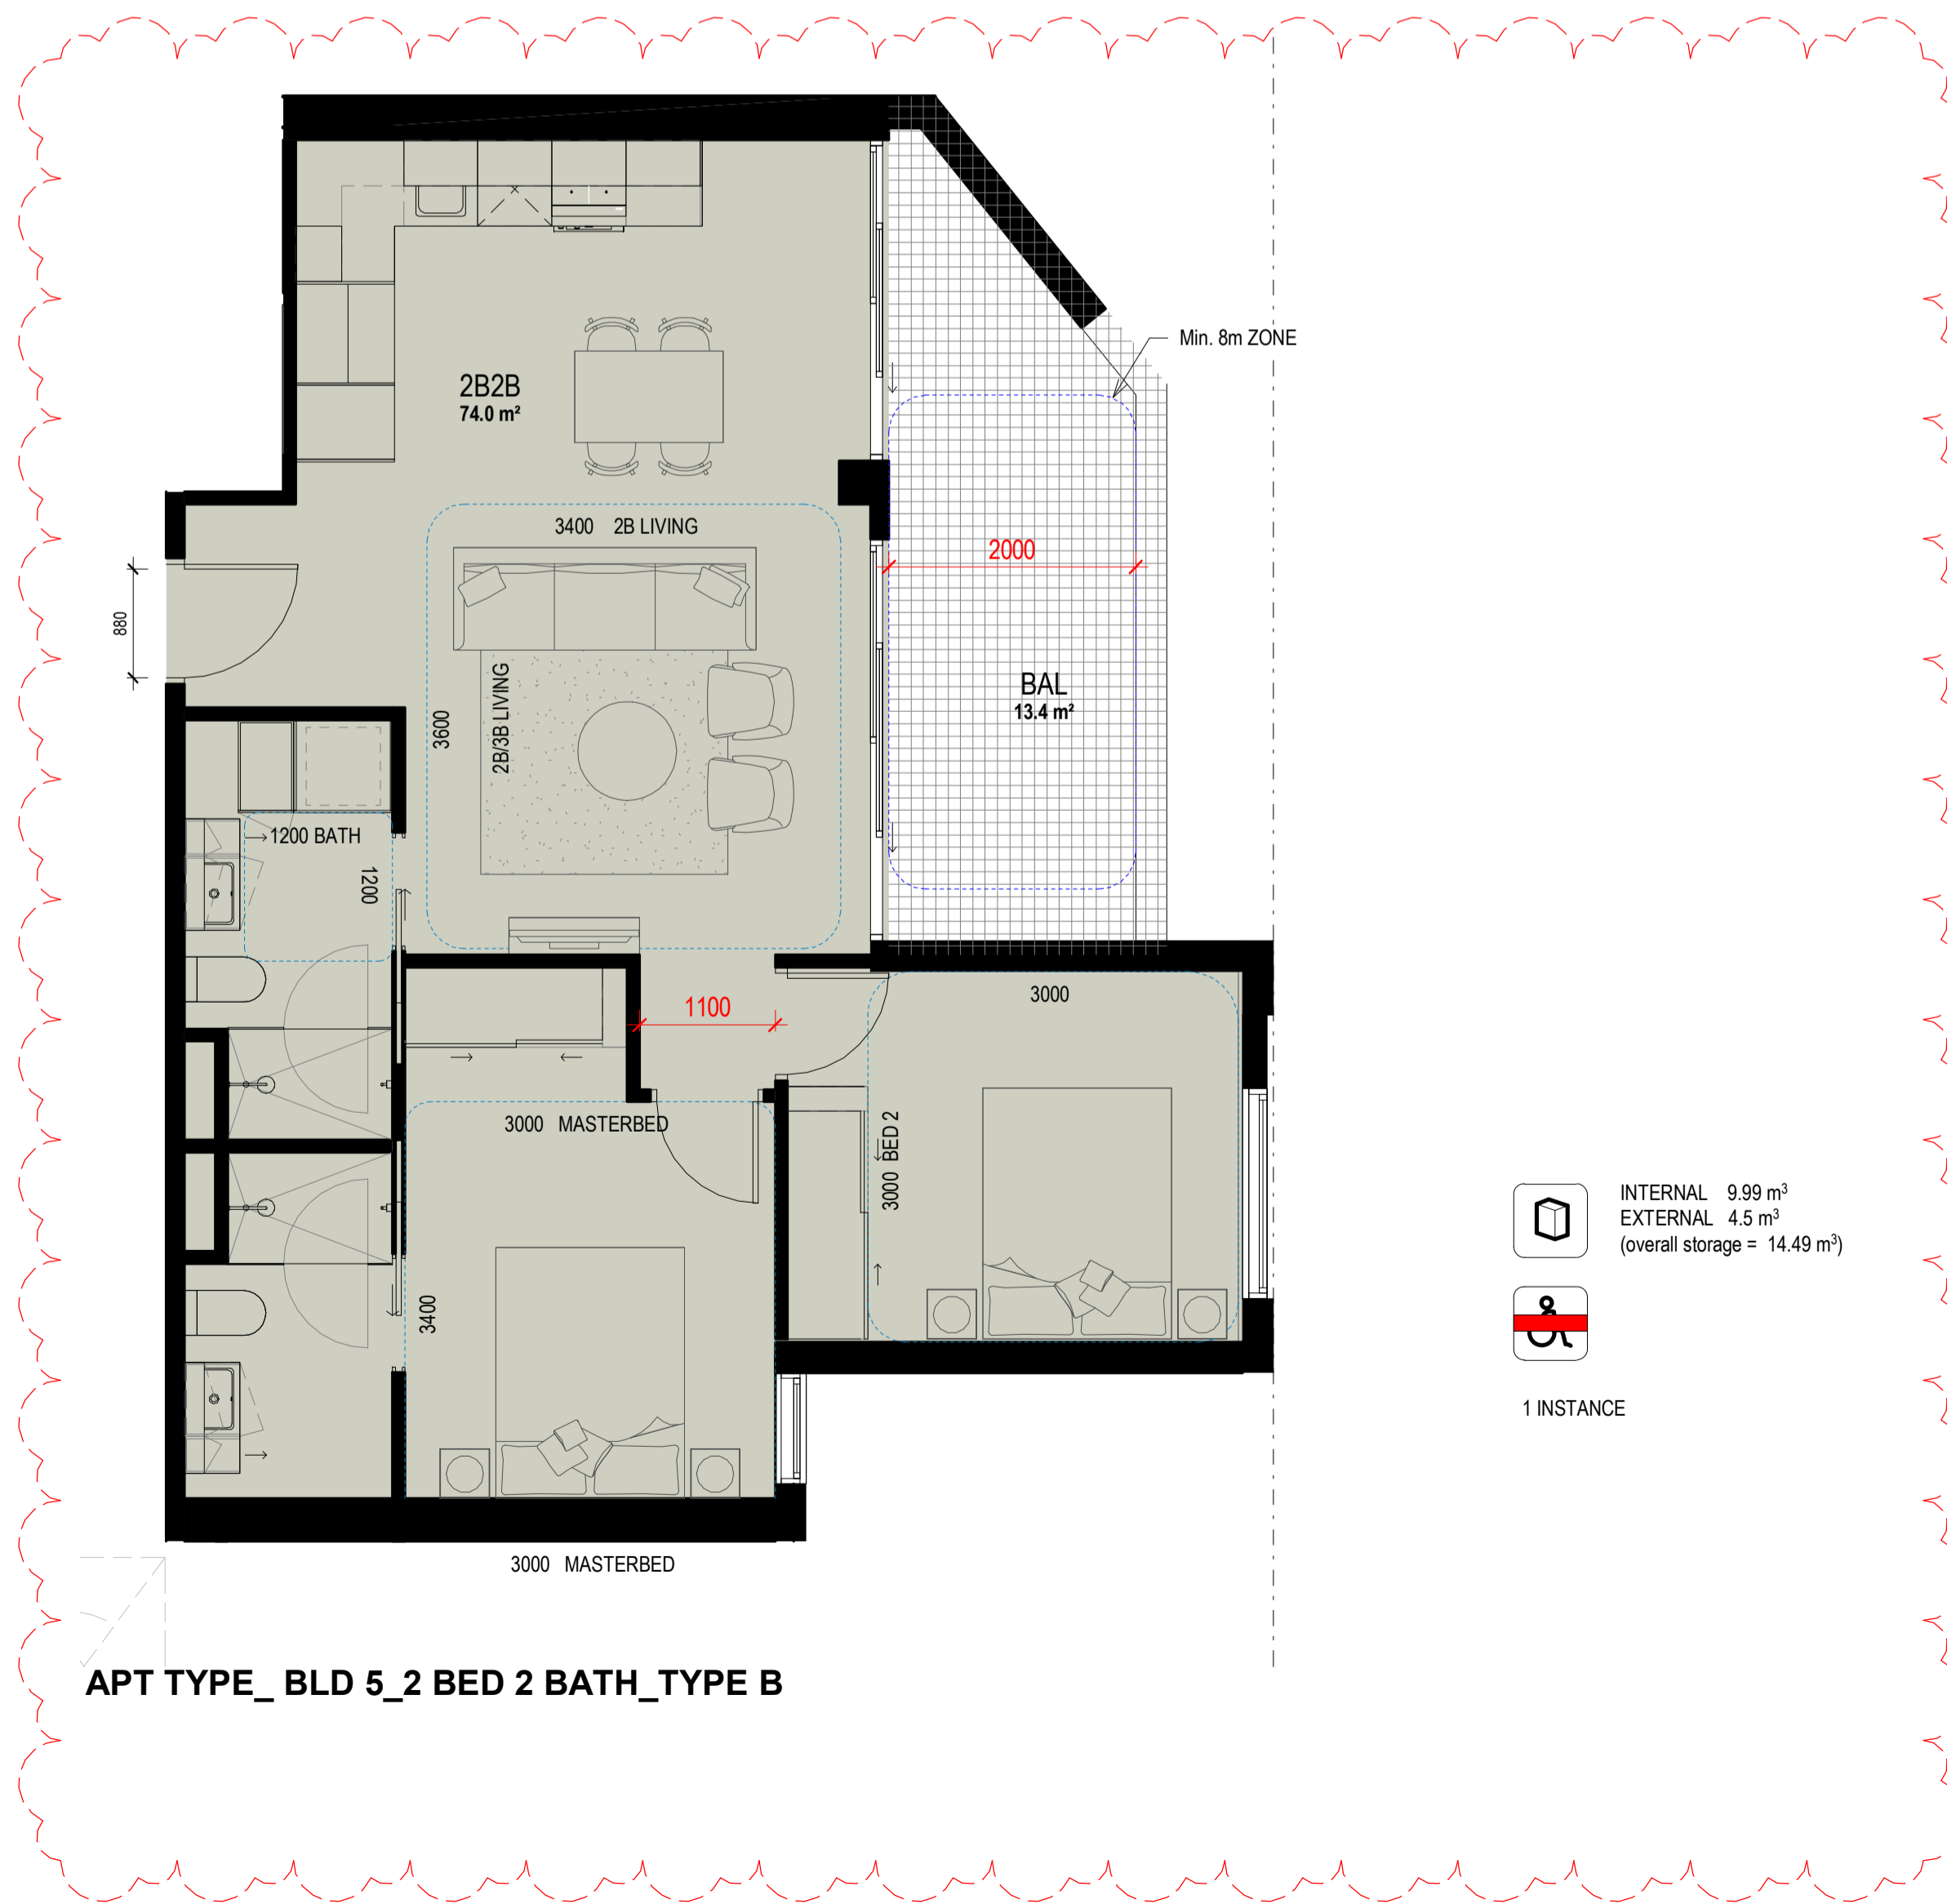 Min. 8m ZONE
2B2B
74.0 m²
3400 2B LIVING
2000
880
3600
2B/3B LIVING
BAL
13.4 m²
1200 BATH
1200
1100
3000
3000 MASTERBED
3000 BED 2
3400
3000 MASTERBED
INTERNAL 9.99 m³
EXTERNAL 4.5 m³
(overall storage = 14.49 m³)
1 INSTANCE
APT TYPE_ BLD 5_2 BED 2 BATH_TYPE B